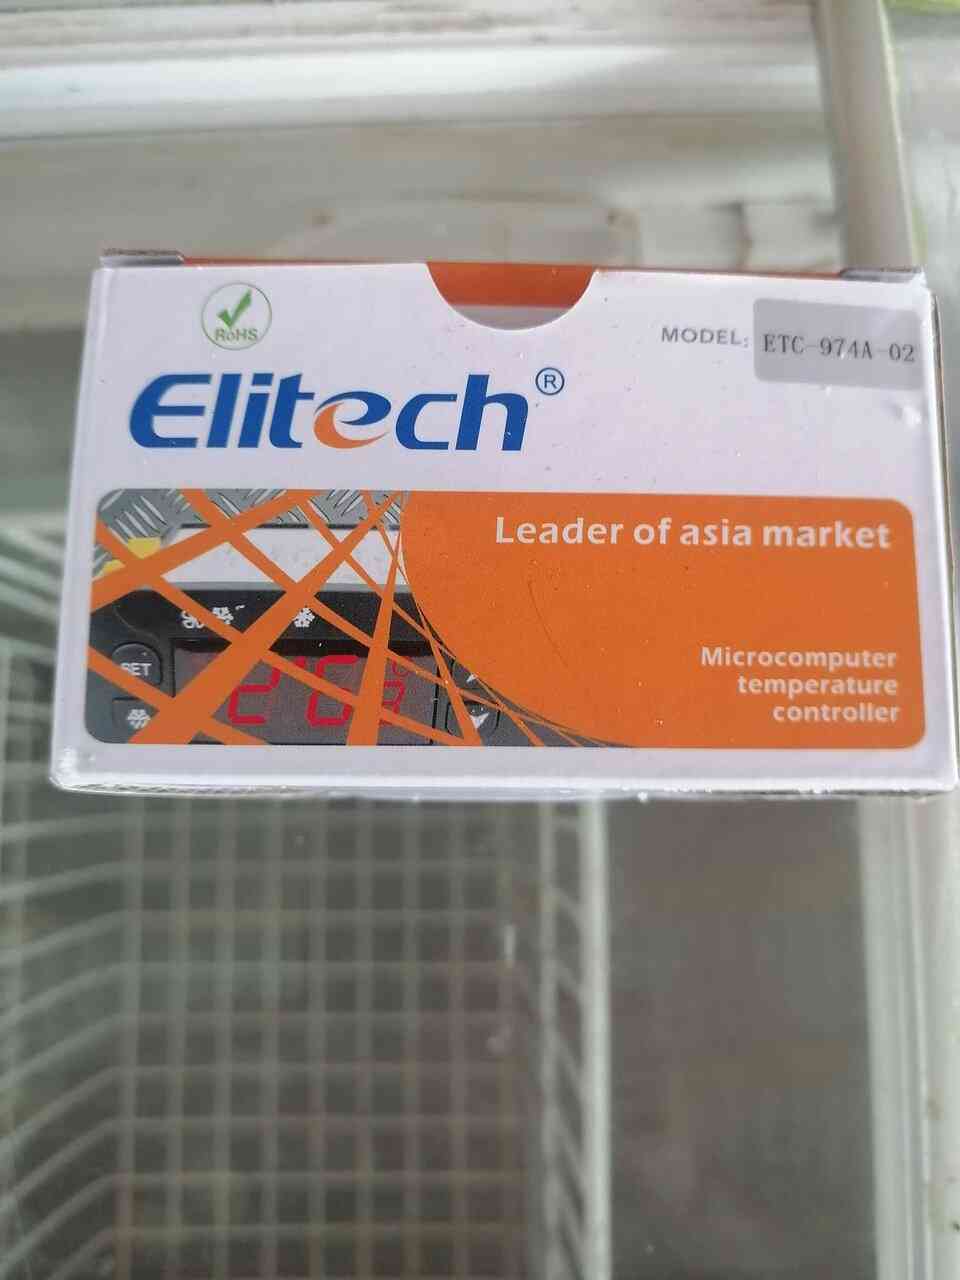 RoHS
MODEL: ETC-974A-02
Elitech®
Leader of asia market
Microcomputer
temperature
controller
SET